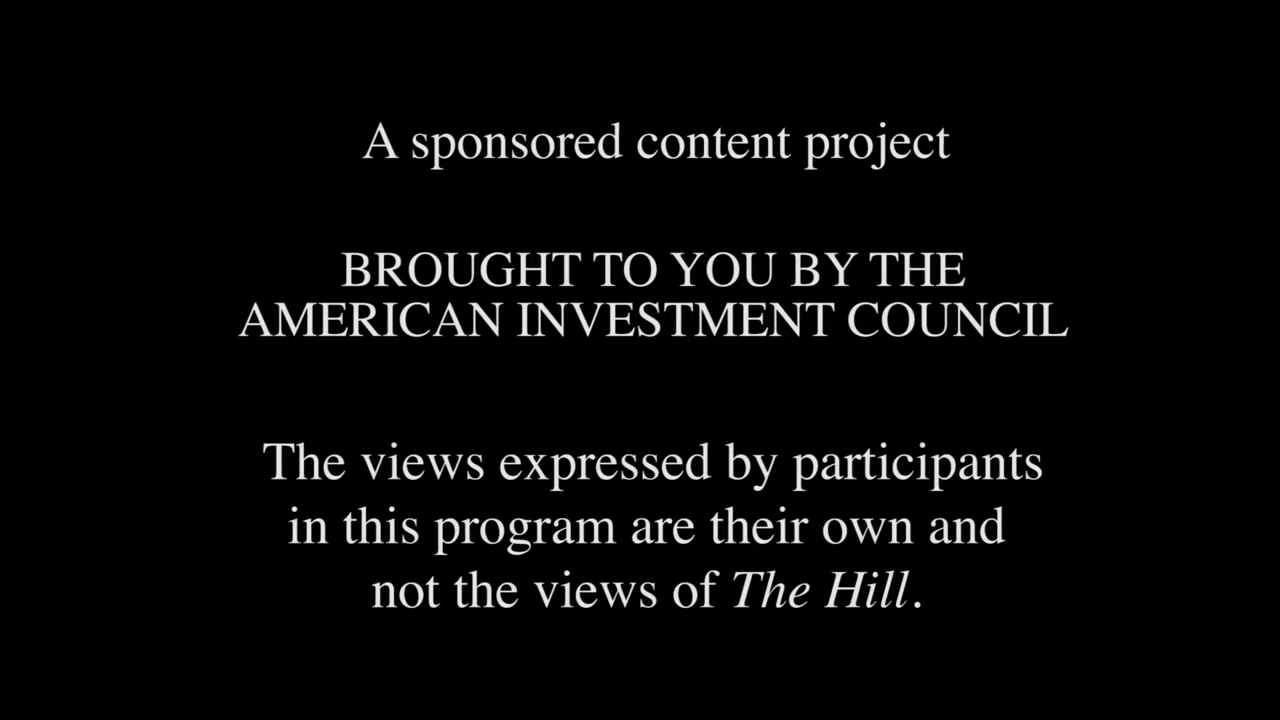 A sponsored content project
BROUGHT TO YOU BY THE
AMERICAN INVESTMENT COUNCIL
The views expressed by participants
in this program are their own and
not the views of The Hill.